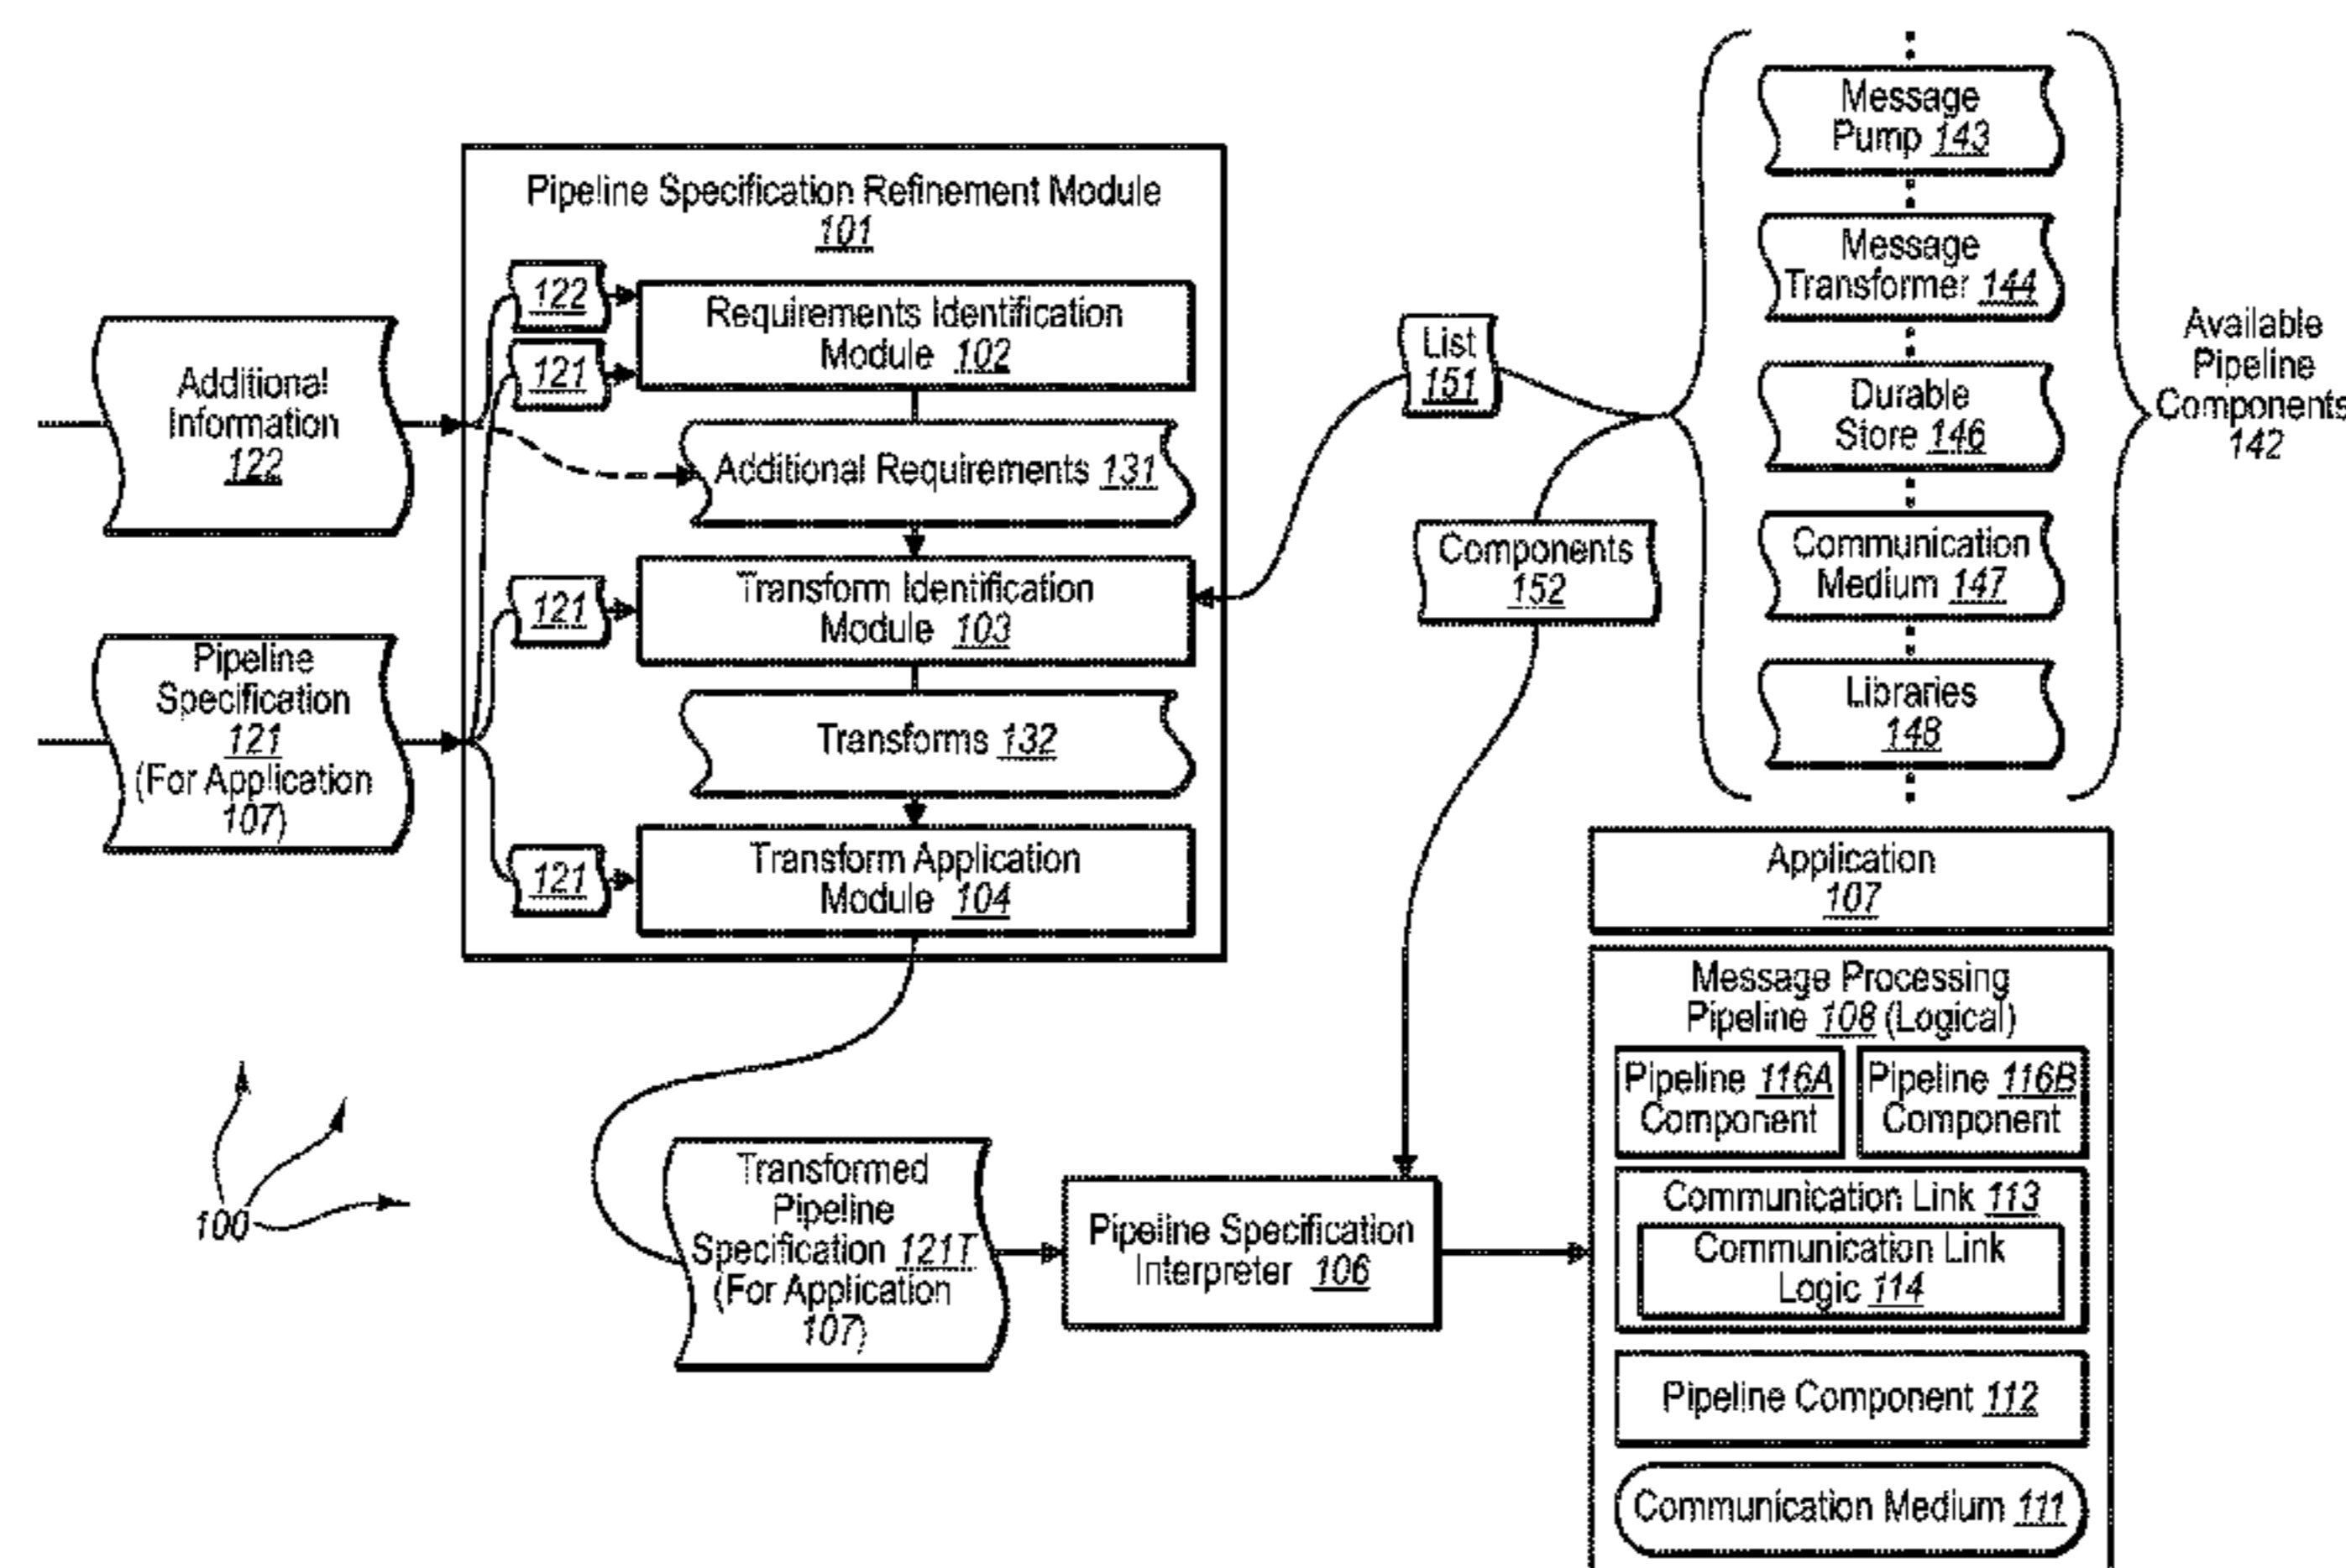 Additional
Information
122
Pipeline
Specification
121
(For Application
107)
Pipeline Specification Refinement Module
101
122
121
Requirements Identification
Module 102
Additional Requirements 131
121
Transform Identification
Module 103
Transforms 132
121
Transform Application
Module 104
List
151
Components
152
Message
Pump 143
Message
Transformer 144
Durable
Store 146
Communication
Medium 147
Libraries
148
Available
Pipeline
Components
142
100
Transformed
Pipeline
Specification 121T
(For Application
107)
Pipeline Specification
Interpreter 106
Application
107
Message Processing
Pipeline 108 (Logical)
Pipeline 116A
Component
Pipeline 116B
Component
Communication Link 113
Communication Link
Logic 114
Pipeline Component 112
Communication Medium 111